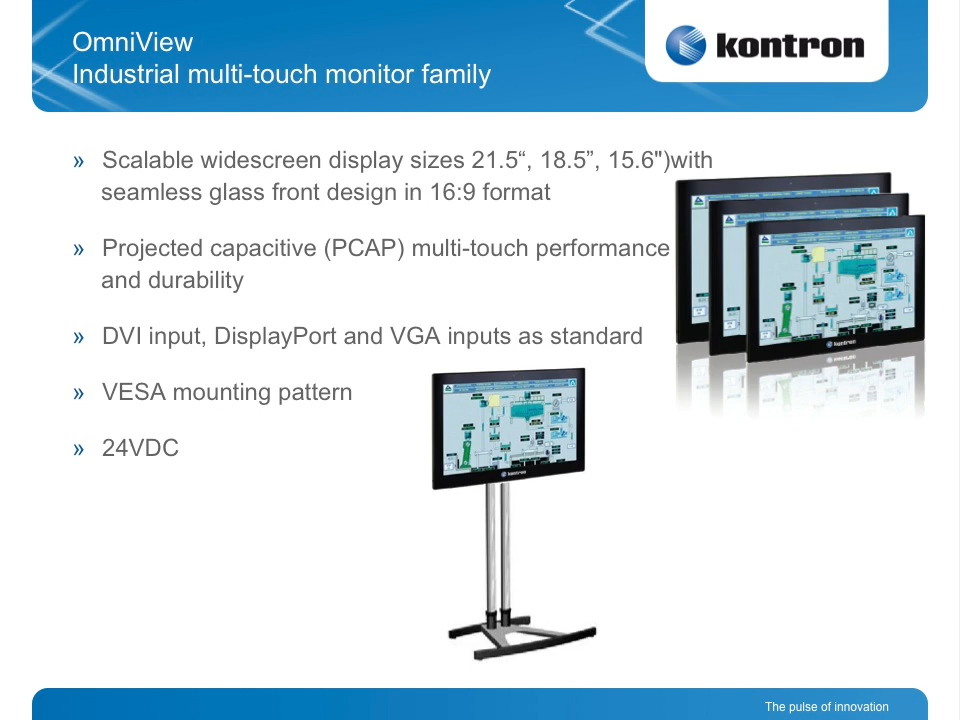 OmniView
Industrial multi-touch monitor family
kontron
» Scalable widescreen display sizes 21.5“, 18.5”, 15.6")with
seamless glass front design in 16:9 format
» Projected capacitive (PCAP) multi-touch performance
and durability
» DVI input, DisplayPort and VGA inputs as standard
» VESA mounting pattern
» 24VDC
kontron
kontron
The pulse of innovation